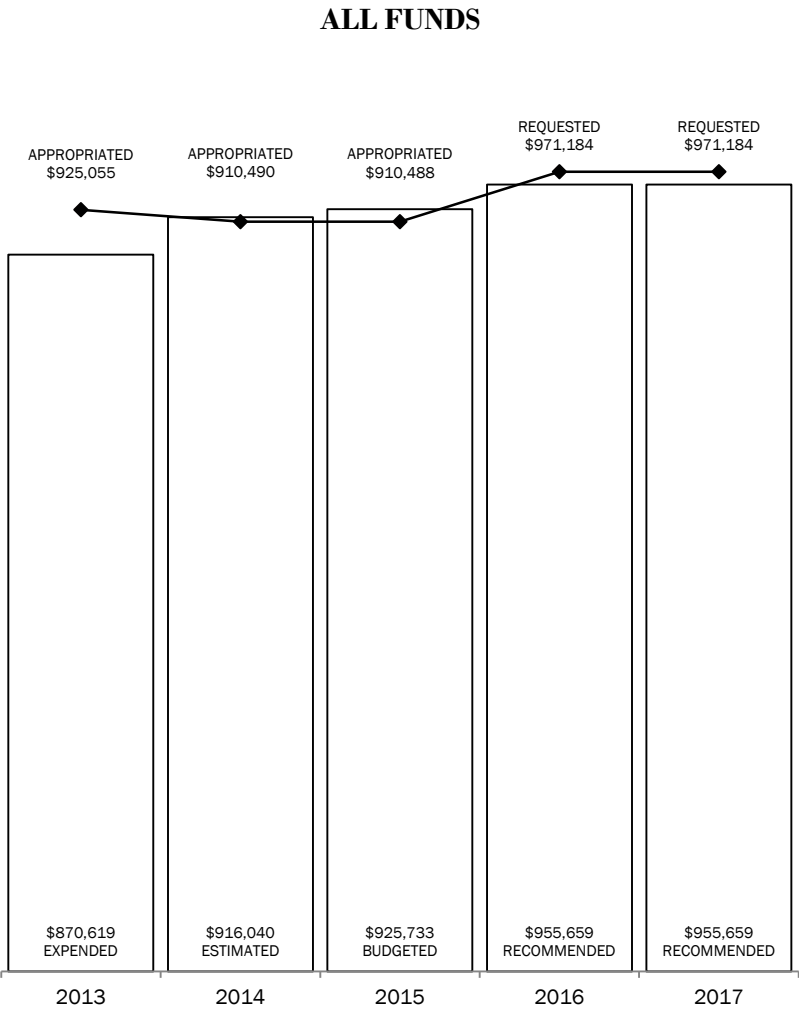 ALL FUNDS
REQUESTED
$971,184
REQUESTED
$971,184
APPROPRIATED
$925,055
APPROPRIATED
$910,490
APPROPRIATED
$910,488
$870,619
EXPENDED
$916,040
ESTIMATED
$925,733
BUDGETED
$955,659
RECOMMENDED
$955,659
RECOMMENDED
2013
2014
2015
2016
2017